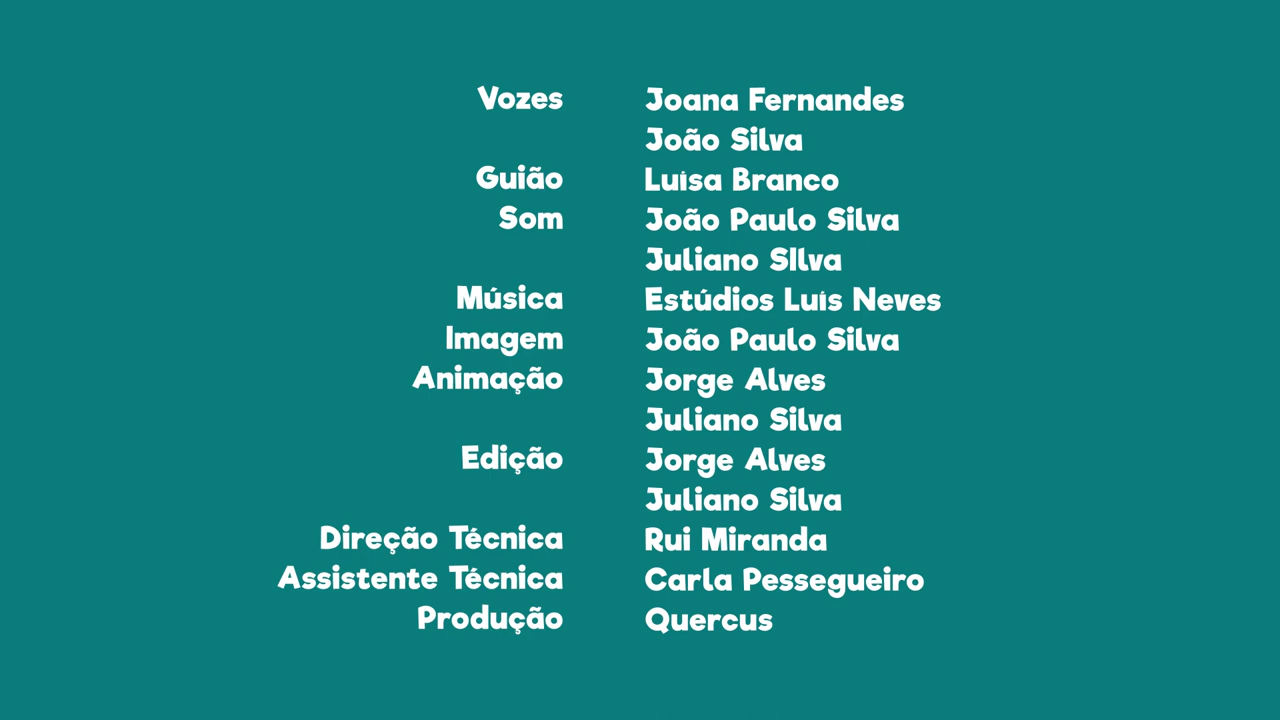 Vozes Joana Fernandes
João Silva
Guião Luísa Branco
Som João Paulo Silva
Juliano SIlva
Música Estúdios Luís Neves
Imagem João Paulo Silva
Animação Jorge Alves
Juliano Silva
Edição Jorge Alves
Juliano Silva
Direção Técnica Rui Miranda
Assistente Técnica Carla Pessegueiro
Produção Quercus